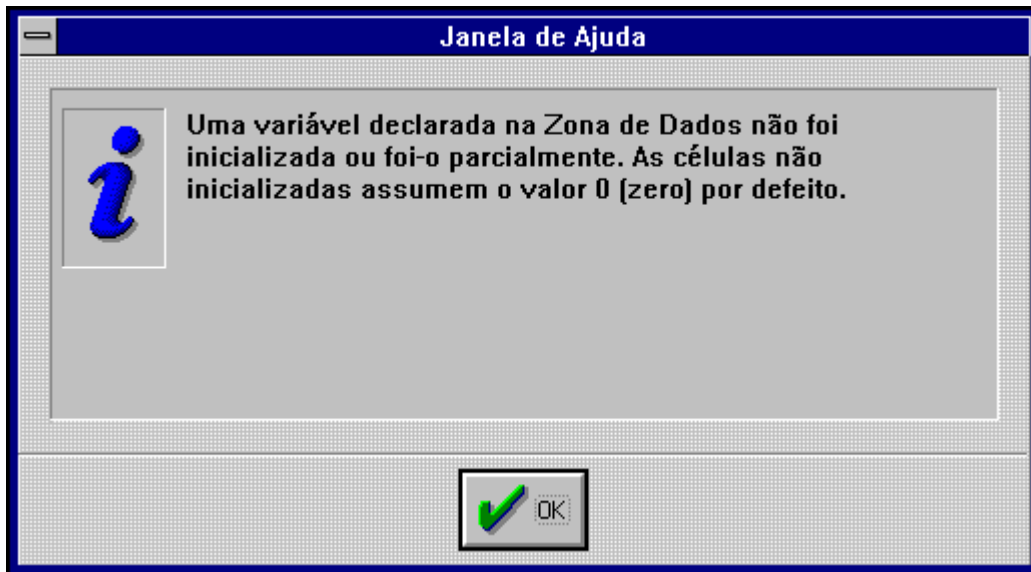 Janela de Ajuda
Uma variável declarada na Zona de Dados não foi
inicializada ou foi-o parcialmente. As células não
inicializadas assumem o valor 0 (zero) por defeito.
OK